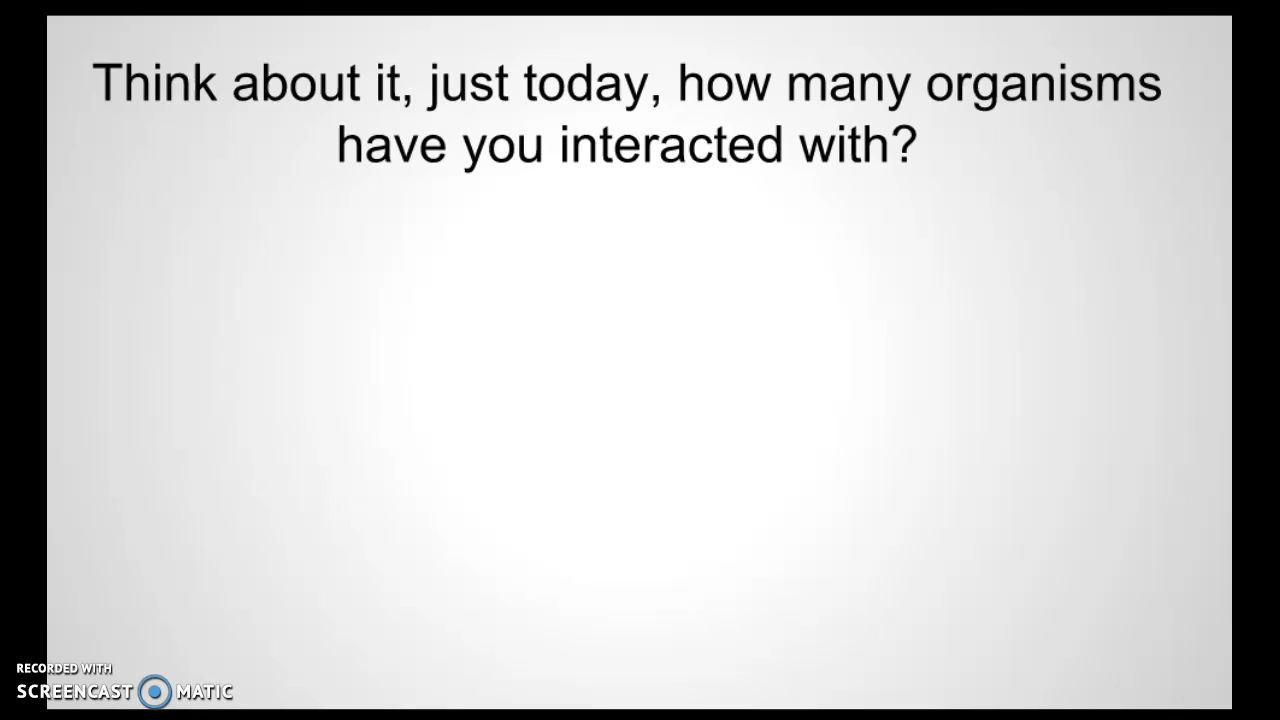 Think about it, just today, how many organisms
have you interacted with?
RECORDED WITH
SCREENCAST MATIC